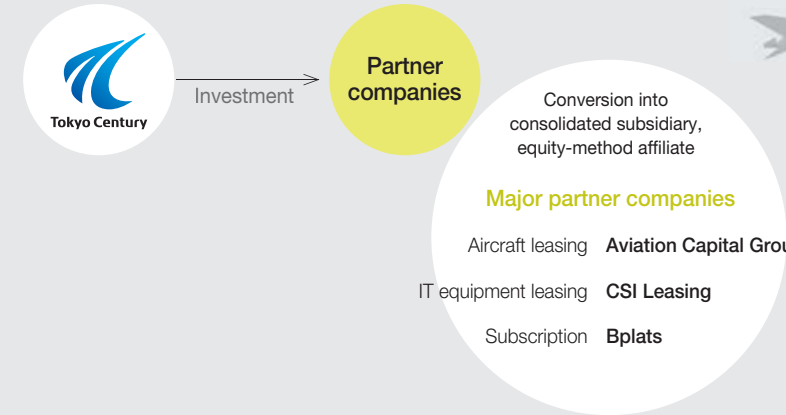 Tokyo Century
Investment
Partner
companies
Conversion into
consolidated subsidiary,
equity-method affiliate
Major partner companies
Aircraft leasing Aviation Capital Grou
IT equipment leasing CSI Leasing
Subscription Bplats